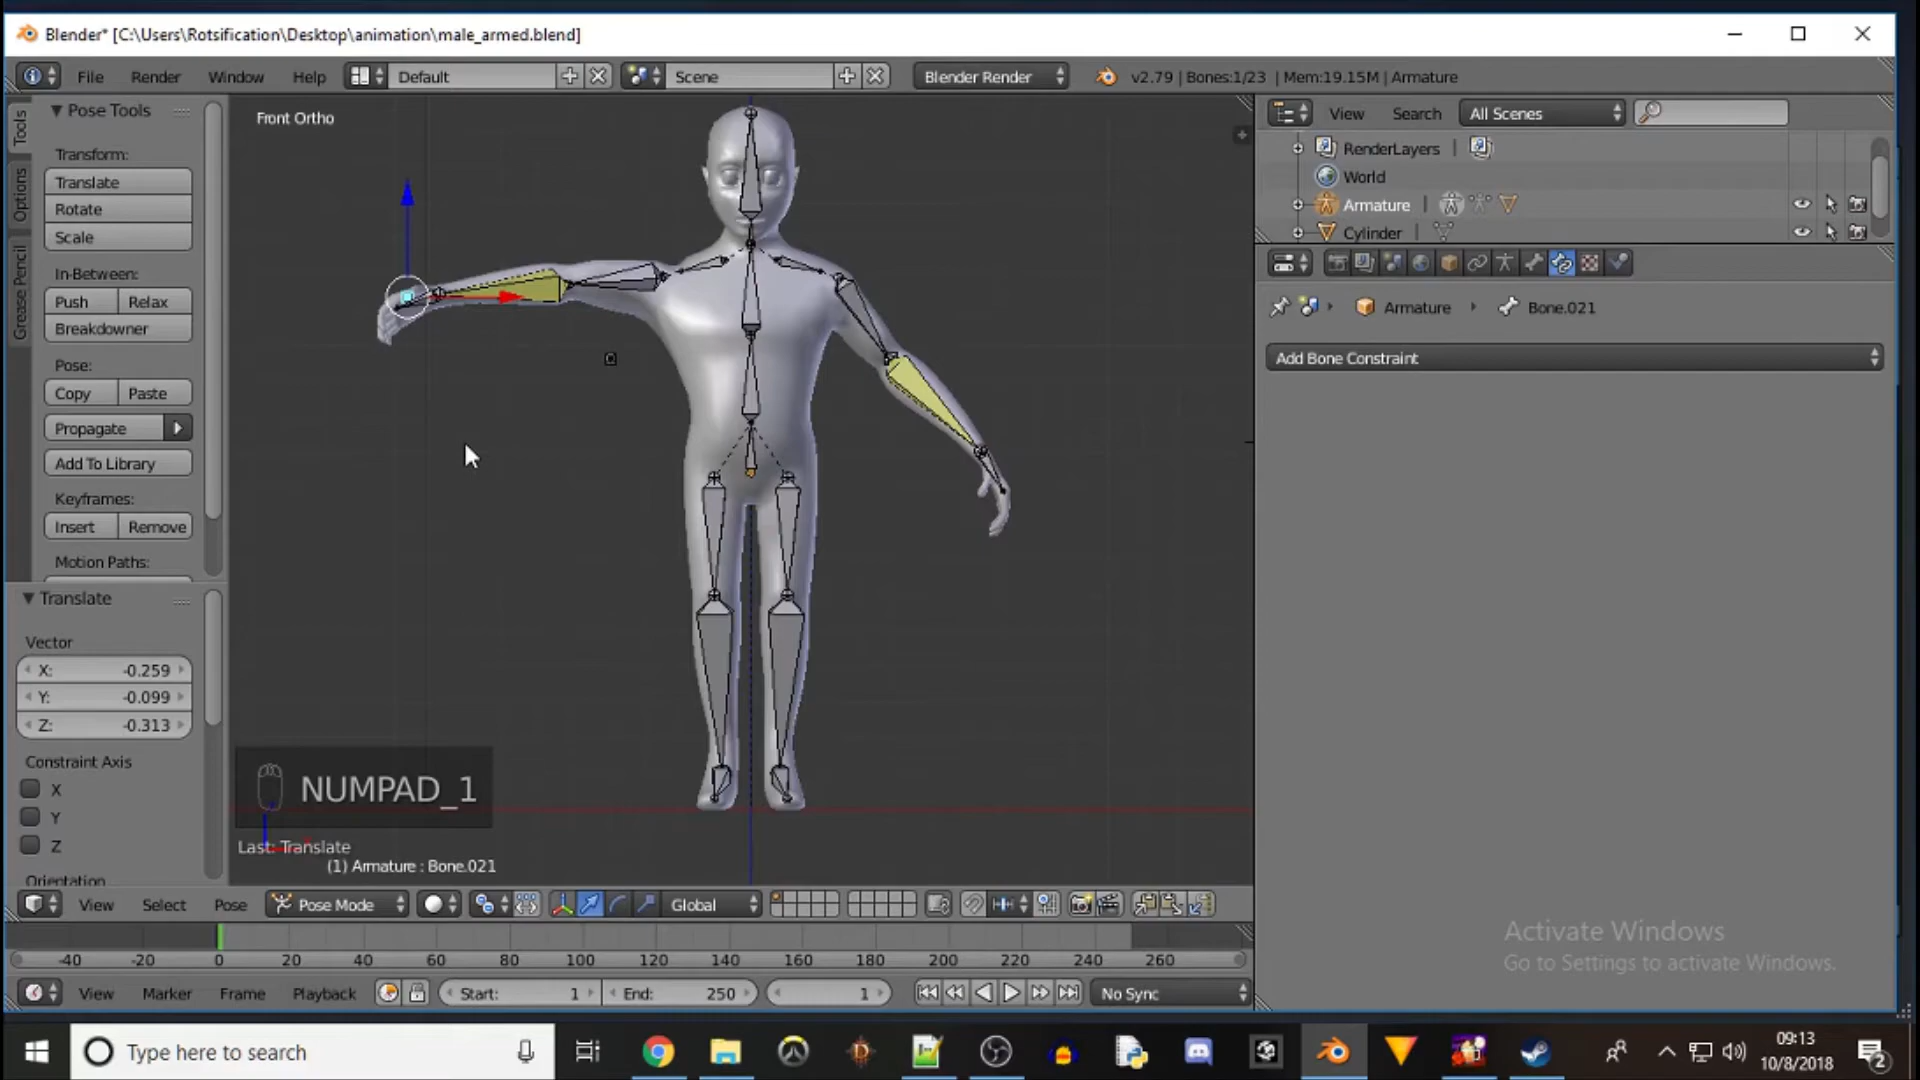 Blender* [C:\Users\Rotsification\Desktop\animation\male_armed.blend]
File Render Window Help Default Scene Blender Render v2.79 | Bones:1/23 | Mem:19.15M | Armature
Tools
Options
Grease Pencil
Pose Tools
Transform:
Translate
Rotate
Scale
In-Between:
Push Relax
Breakdowner
Pose:
Copy Paste
Propagate
Add To Library
Keyframes:
Insert Remove
Motion Paths:
Translate
Vector
X: -0.259
Y: -0.099
Z: -0.313
Constraint Axis
X
Y
Z
Orientation
Front Ortho
NUMPAD_1
Last: Translate
(1) Armature : Bone.021
View Search All Scenes
RenderLayers |
World
Armature |
Cylinder |
Armature Bone.021
Add Bone Constraint
View Select Pose Pose Mode Global
-40 -20 0 20 40 60 80 100 120 140 160 180 200 220 240 260
View Marker Frame Playback Start: 1 End: 250 1 No Sync
Activate Windows
Go to Settings to activate Windows.
Type here to search
09:13
10/8/2018
2